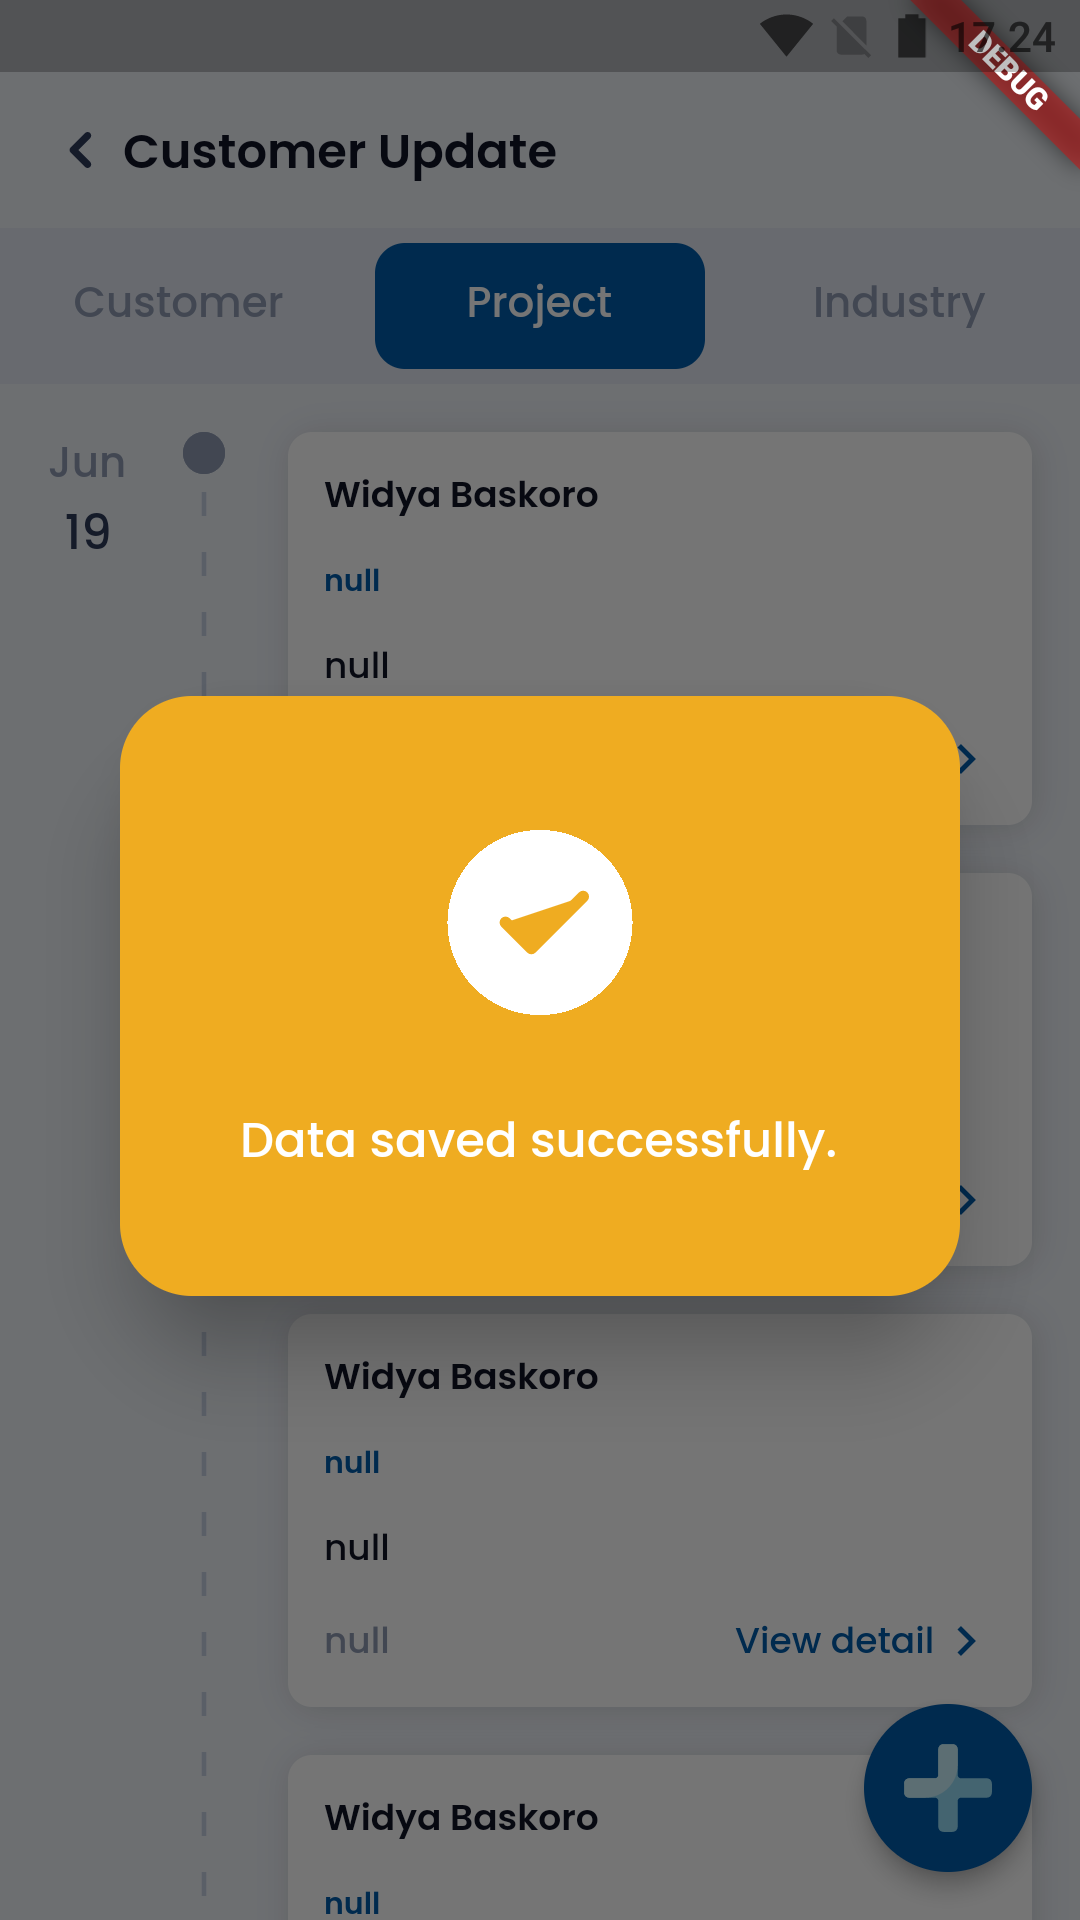 17.24
DEBUG
Customer Update
Customer
Project
Industry
Jun
19
Widya Baskoro
null
null
Data saved successfully.
Widya Baskoro
null
null
null
View detail
Widya Baskoro
null